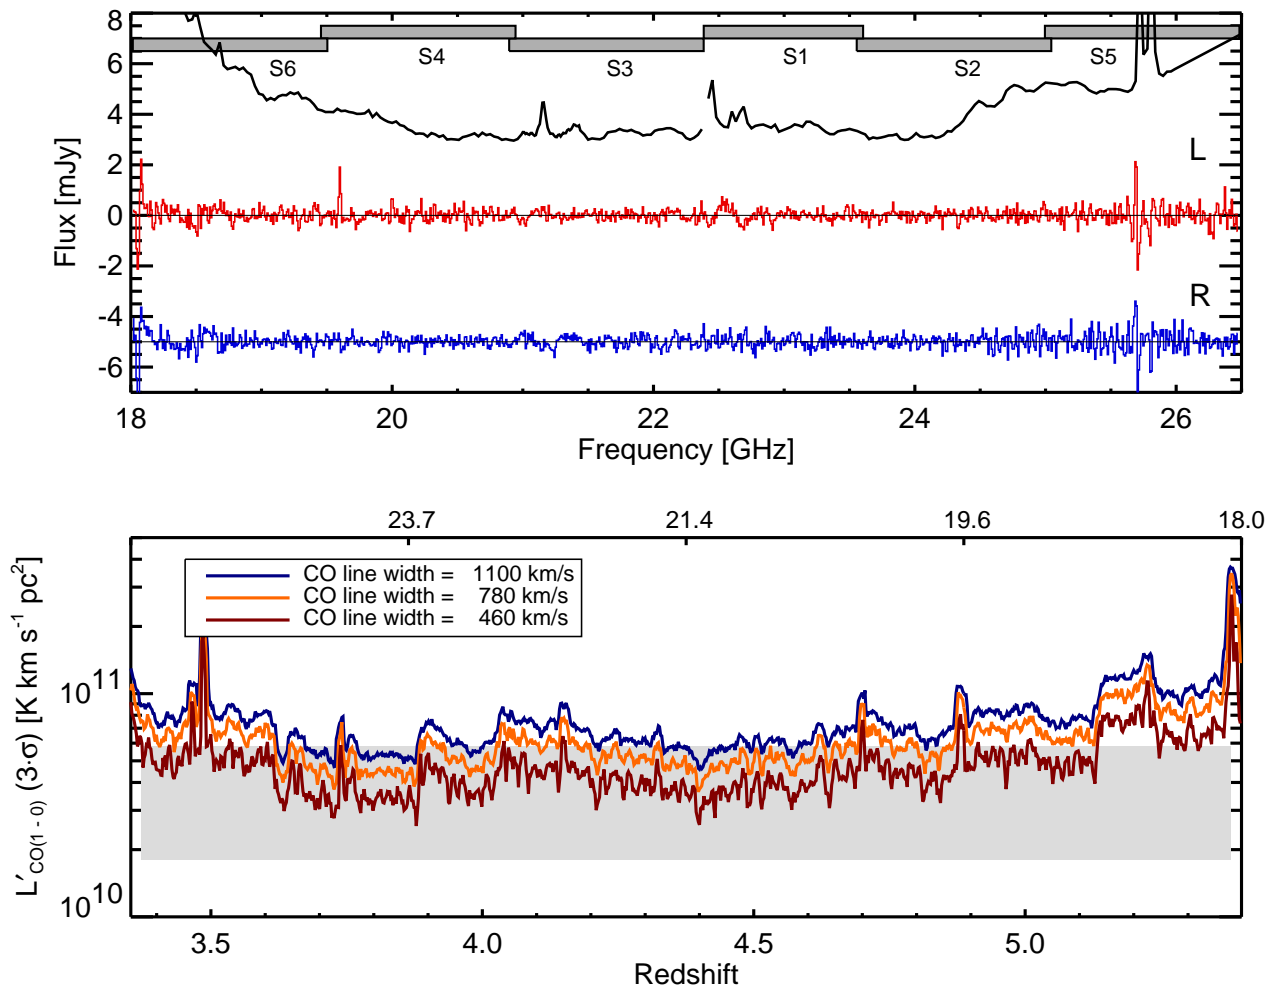 8
6
4
2
0
-2
-4
-6
Flux [mJy]
S6
S4
S3
S1
S2
S5
L
R
18
20
22
24
26
Frequency [GHz]
23.7
21.4
19.6
18.0
CO line width = 1100 km/s
CO line width = 780 km/s
CO line width = 460 km/s
L′CO(1 - 0) (3·σ) [K km s-1 pc2]
1011
1010
3.5
4.0
4.5
5.0
Redshift